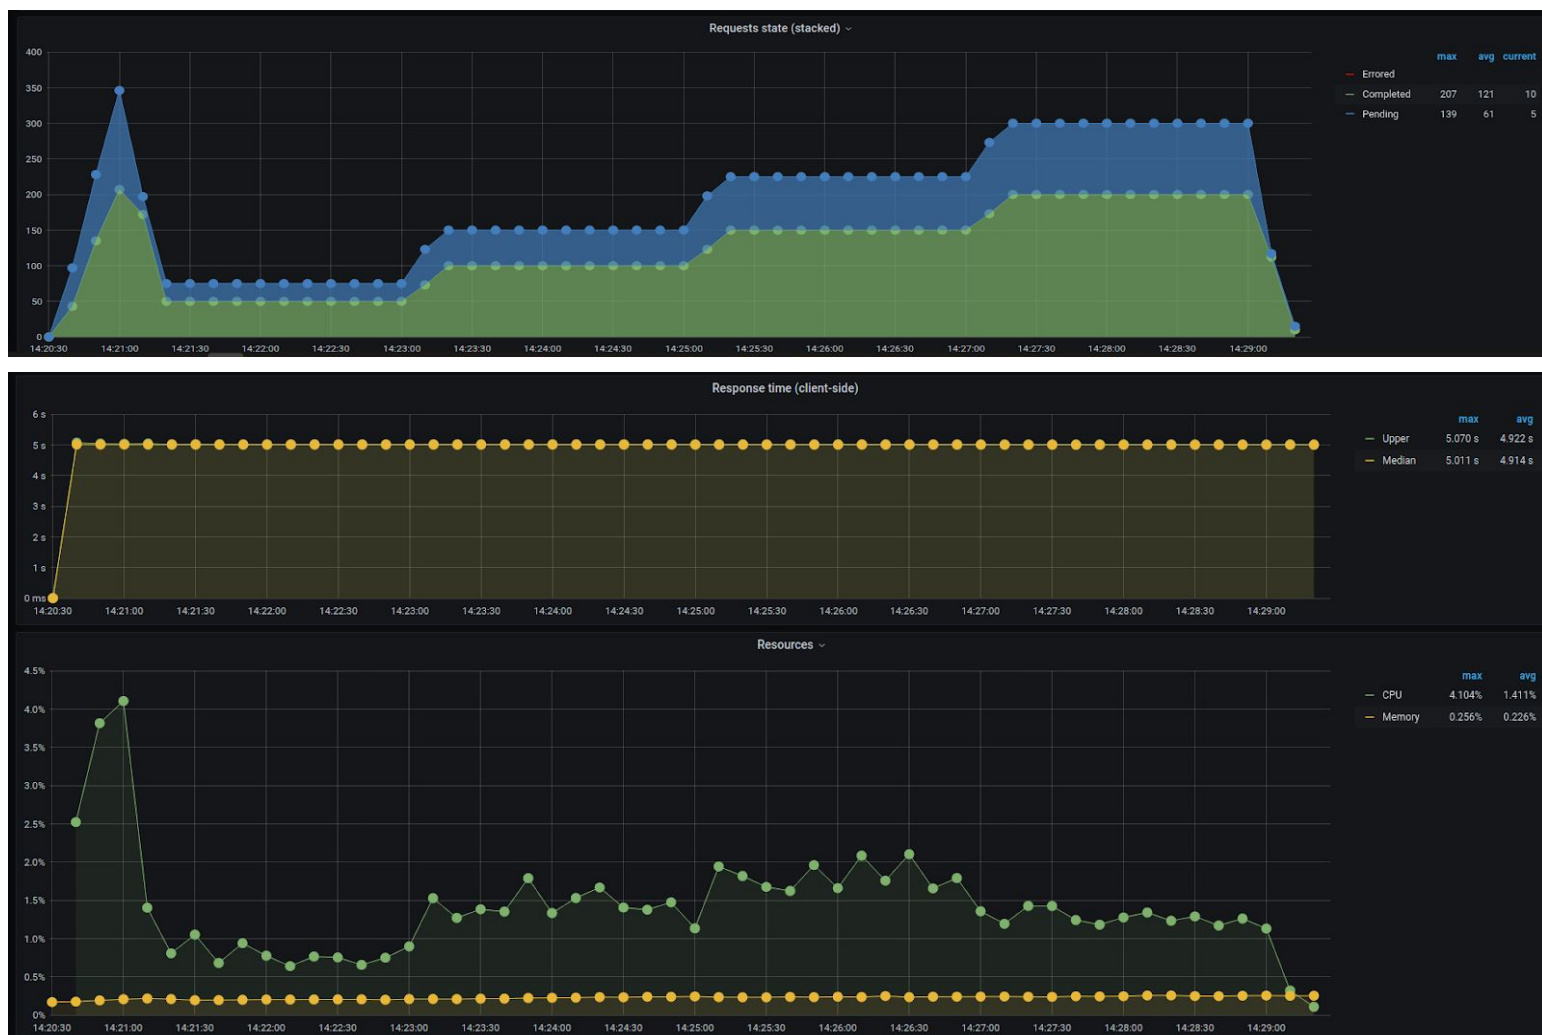 Requests state (stacked)
400
350
300
250
200
150
100
50
0
14:20:30 14:21:00 14:21:30 14:22:00 14:22:30 14:23:00 14:23:30 14:24:00 14:24:30 14:25:00 14:25:30 14:26:00 14:26:30 14:27:00 14:27:30 14:28:00 14:28:30 14:29:00
max avg current
Errored
Completed 207 121 10
Pending 139 61 5
Response time (client-side)
6 s
5 s
4 s
3 s
2 s
1 s
0 ms
14:20:30 14:21:00 14:21:30 14:22:00 14:22:30 14:23:00 14:23:30 14:24:00 14:24:30 14:25:00 14:25:30 14:26:00 14:26:30 14:27:00 14:27:30 14:28:00 14:28:30 14:29:00
max avg
Upper 5.070 s 4.922 s
Median 5.011 s 4.914 s
Resources
4.5%
4.0%
3.5%
3.0%
2.5%
2.0%
1.5%
1.0%
0.5%
0%
14:20:30 14:21:00 14:21:30 14:22:00 14:22:30 14:23:00 14:23:30 14:24:00 14:24:30 14:25:00 14:25:30 14:26:00 14:26:30 14:27:00 14:27:30 14:28:00 14:28:30 14:29:00
max avg
CPU 4.104% 1.411%
Memory 0.256% 0.226%